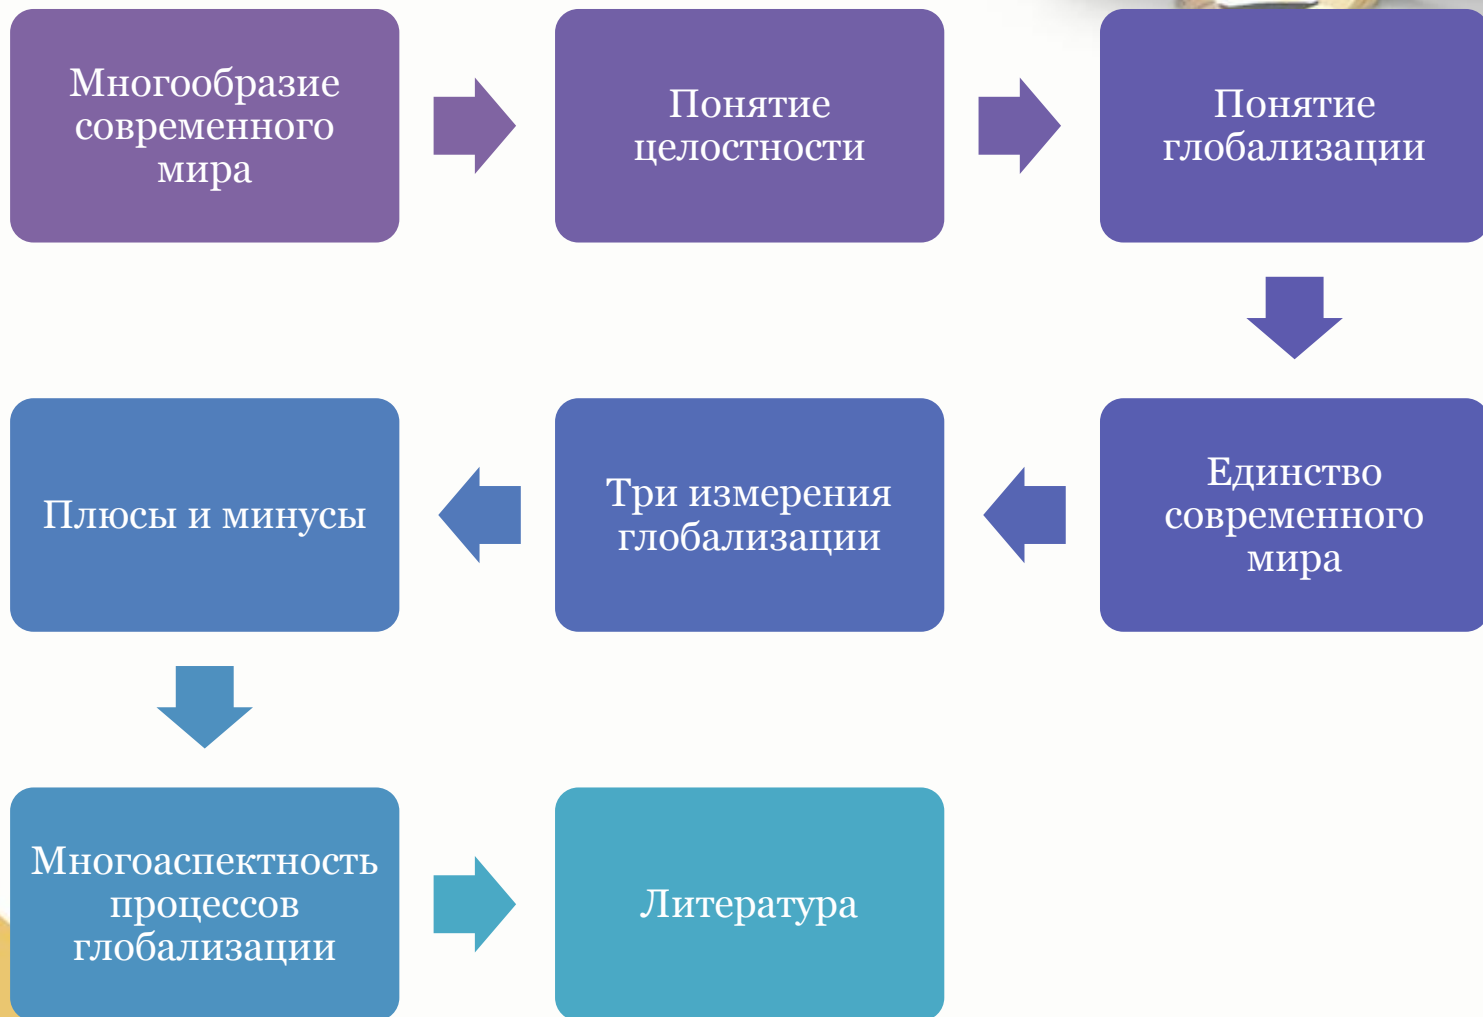 Многообразие
современного
мира
Понятие
целостности
Понятие
глобализации
Единство
современного
мира
Три измерения
глобализации
Плюсы и минусы
Многоаспектность
процессов
глобализации
Литература